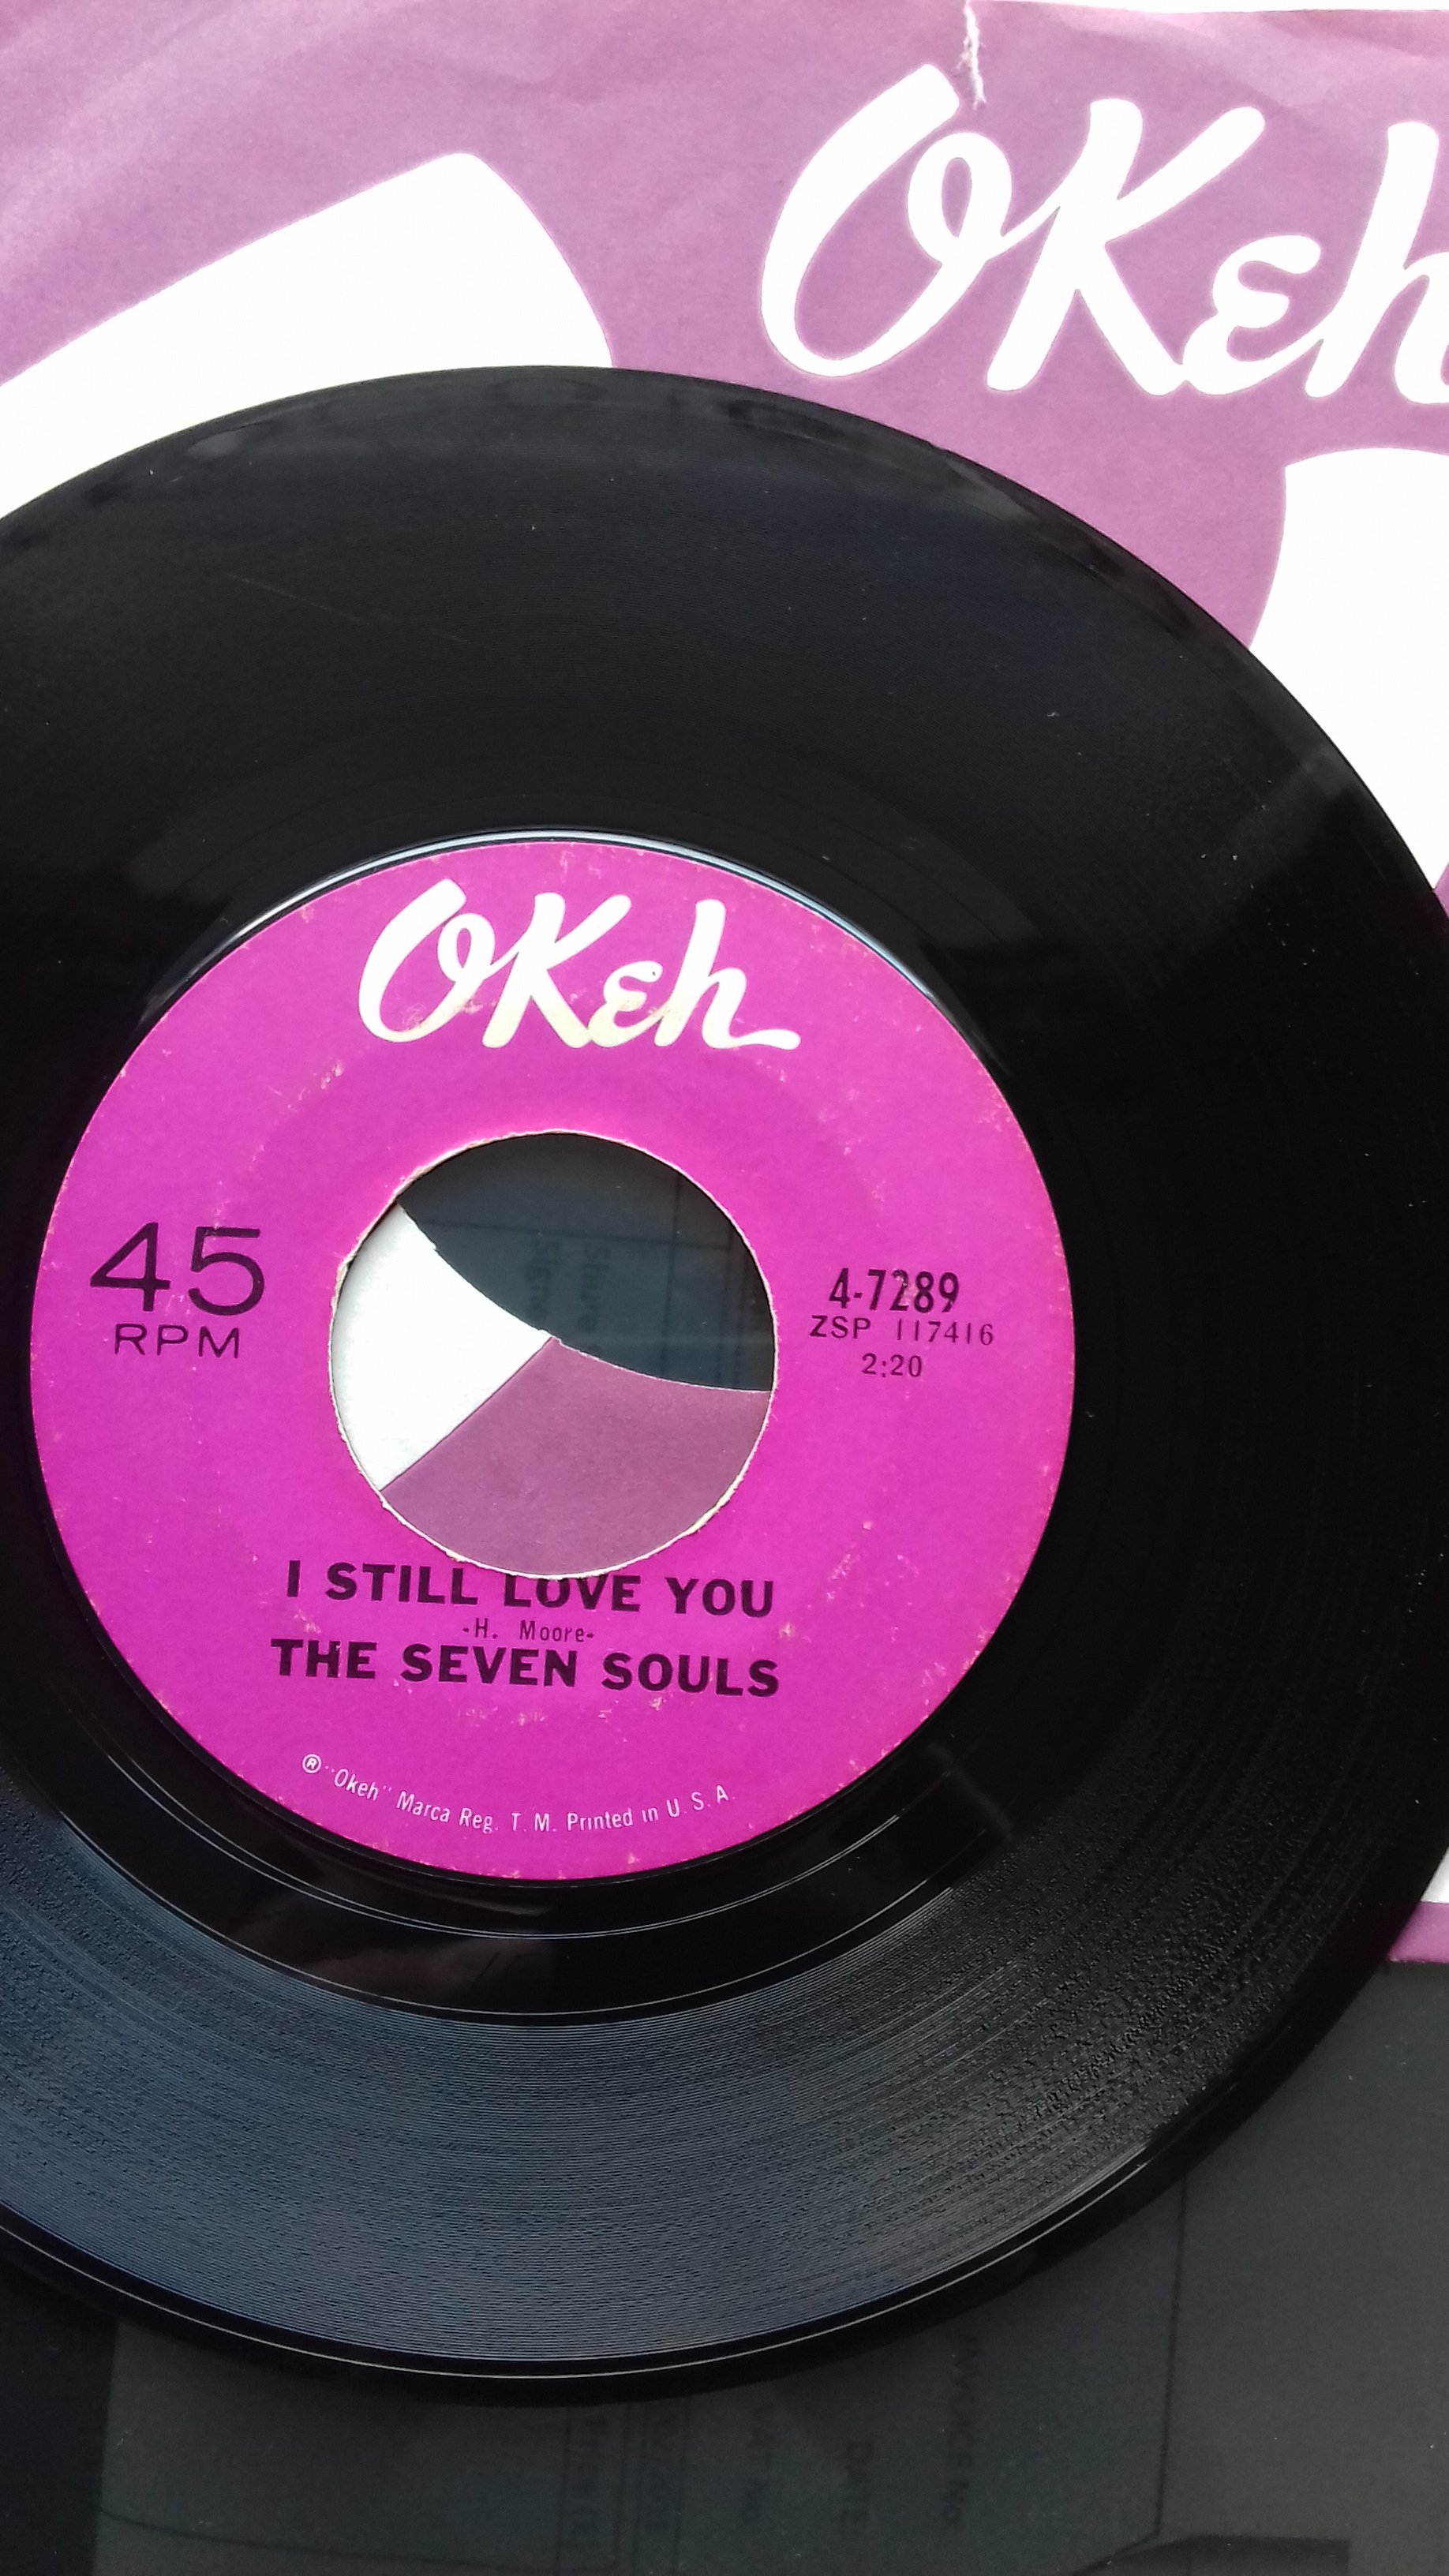 OKeh
OKeh
45
RPM
4-7289
ZSP 117416
2:20
I STILL LOVE YOU
-H. Moore-
THE SEVEN SOULS
® "Okeh" Marca Reg. T. M. Printed in U. S. A.
DATE